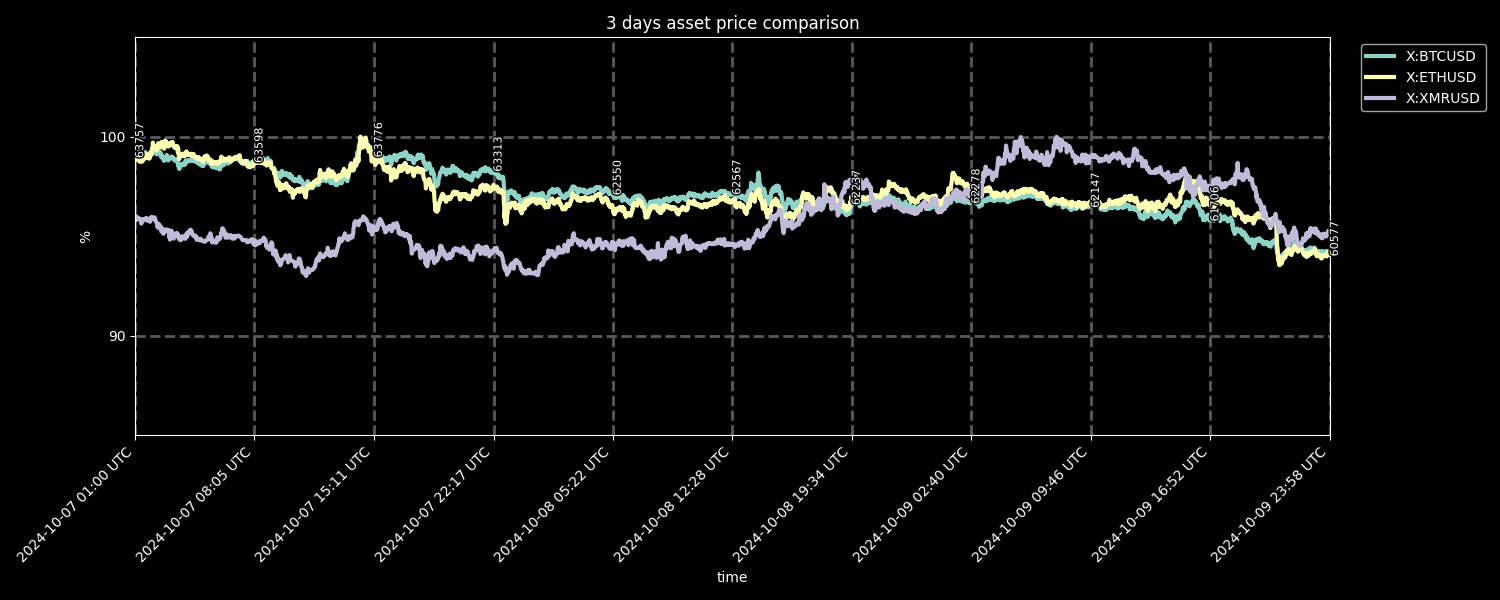 3 days asset price comparison
X:BTCUSD
X:ETHUSD
X:XMRUSD
100
90
%
63757
63598
63776
63313
62550
62567
62237
62278
62147
61706
60577
2024-10-07 01:00 UTC
2024-10-07 08:05 UTC
2024-10-07 15:11 UTC
2024-10-07 22:17 UTC
2024-10-08 05:22 UTC
2024-10-08 12:28 UTC
2024-10-08 19:34 UTC
2024-10-09 02:40 UTC
2024-10-09 09:46 UTC
2024-10-09 16:52 UTC
2024-10-09 23:58 UTC
time